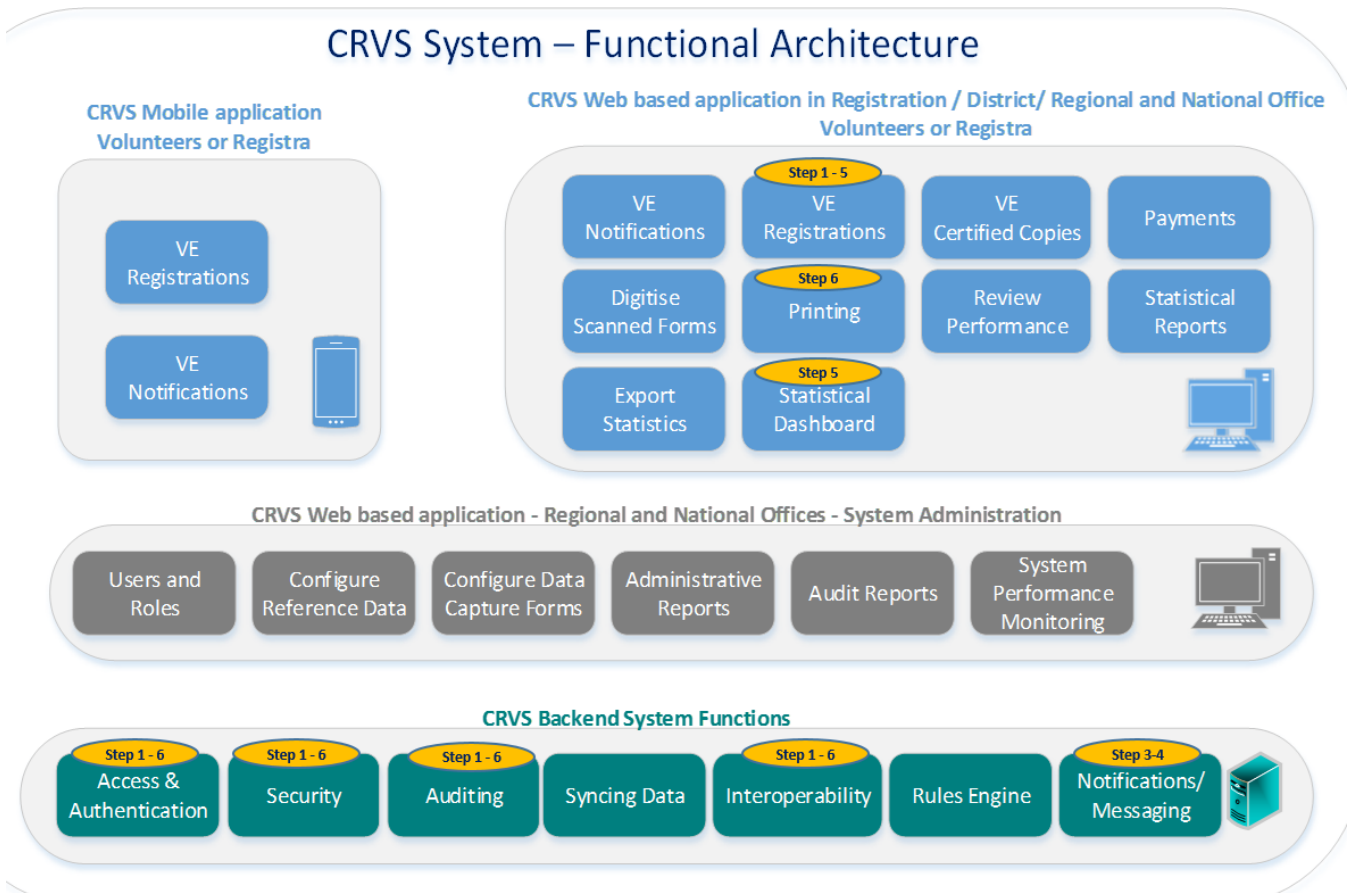 CRVS System – Functional Architecture
CRVS Mobile application
Volunteers or Registra
VE
Registrations
VE
Notifications
CRVS Web based application in Registration / District/ Regional and National Office
Volunteers or Registra
VE
Notifications
Step 1 - 5
VE
Registrations
VE
Certified Copies
Payments
Digitise
Scanned Forms
Step 6
Printing
Review
Performance
Statistical
Reports
Export
Statistics
Step 5
Statistical
Dashboard
CRVS Web based application - Regional and National Offices - System Administration
Users and
Roles
Configure
Reference Data
Configure Data
Capture Forms
Administrative
Reports
Audit Reports
System
Performance
Monitoring
CRVS Backend System Functions
Step 1 - 6
Access &
Authentication
Step 1 - 6
Security
Step 1 - 6
Auditing
Syncing Data
Step 1 - 6
Interoperability
Rules Engine
Step 3-4
Notifications/
Messaging